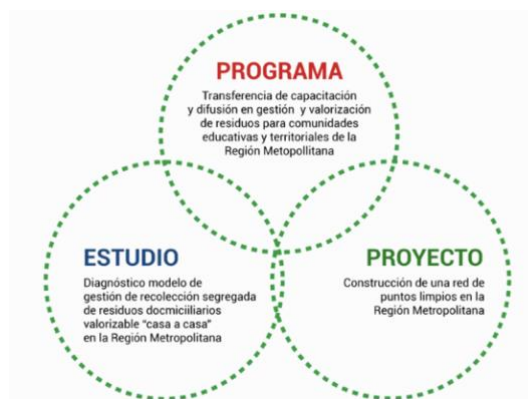 PROGRAMA
Transferencia de capacitación
y difusión en gestión y valorización
de residuos para comunidades
educativas y territoriales de la
Región Metopollitana
ESTUDIO
Diagnóstico modelo de
gestión de recolección segregada
de residuos docmiciiliarios
valorizable “casa a casa”
en la Región Metropolitana
PROYECTO
Construcción de una red de
puntos limpios en la
Región Metropolitana